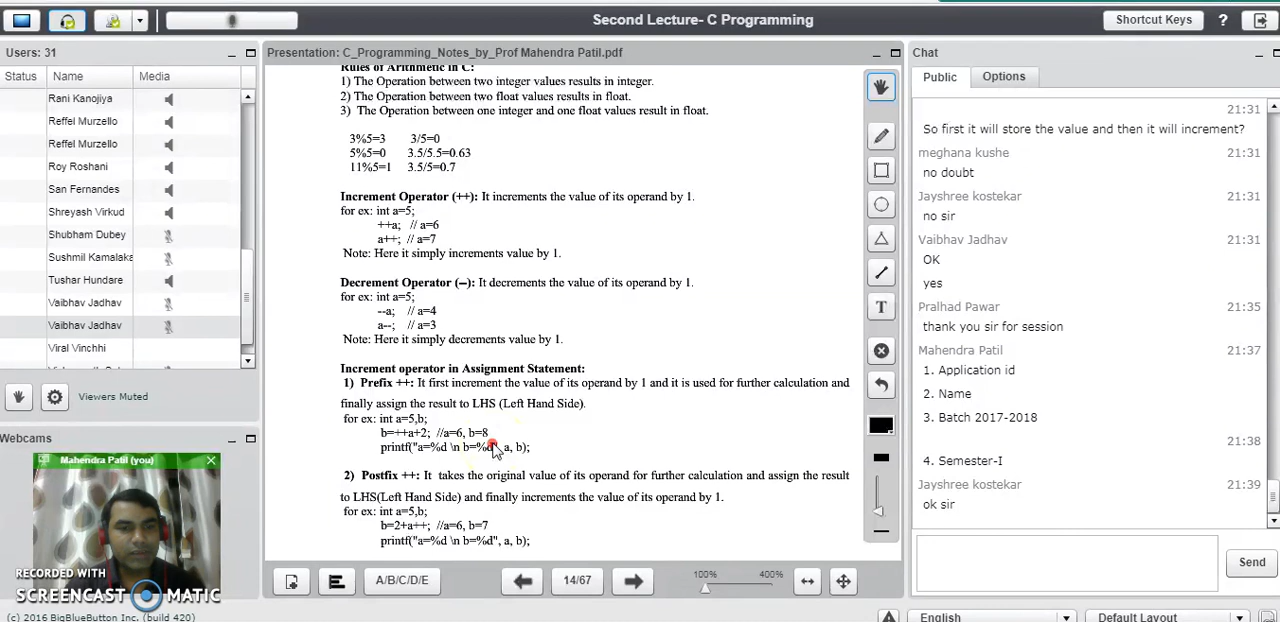 Second Lecture- C Programming
Shortcut Keys
?
Users: 31
Status Name Media
Rani Kanojiya
Reffel Murzello
Reffel Murzello
Roy Roshani
San Fernandes
Shreyash Virkud
Shubham Dubey
Sushmil Kamalaka
Tushar Hundare
Vaibhav Jadhav
Vaibhav Jadhav
Viral Vinchhi
Viewers Muted
Webcams
Mahendra Patil (you)
RECORDED WITH
SCREENCAST MATIC
(c) 2016 BigBlueButton Inc. (build 420)
Presentation: C_Programming_Notes_by_Prof Mahendra Patil.pdf
Rules of Arithmetic in C:
1) The Operation between two integer values results in integer.
2) The Operation between two float values results in float.
3) The Operation between one integer and one float values result in float.
3%5=3 3/5=0
5%5=0 3.5/5.5=0.63
11%5=1 3.5/5=0.7
Increment Operator (++): It increments the value of its operand by 1.
for ex: int a=5;
++a; // a=6
a++; // a=7
Note: Here it simply increments value by 1.
Decrement Operator (--): It decrements the value of its operand by 1.
for ex: int a=5;
--a; // a=4
a--; // a=3
Note: Here it simply decrements value by 1.
Increment operator in Assignment Statement:
1) Prefix ++: It first increment the value of its operand by 1 and it is used for further calculation and
finally assign the result to LHS (Left Hand Side).
for ex: int a=5,b;
b=++a+2; //a=6, b=8
printf("a=%d \n b=%d", a, b);
2) Postfix ++: It takes the original value of its operand for further calculation and assign the result
to LHS(Left Hand Side) and finally increments the value of its operand by 1.
for ex: int a=5,b;
b=2+a++; //a=6, b=7
printf("a=%d \n b=%d", a, b);
T
A/B/C/D/E
14/67
100% 400%
Chat
Public Options
21:31
So first it will store the value and then it will increment?
meghana kushe 21:31
no doubt
Jayshree kostekar 21:31
no sir
Vaibhav Jadhav 21:31
OK
yes
Pralhad Pawar 21:35
thank you sir for session
Mahendra Patil 21:37
1. Application id
2. Name
3. Batch 2017-2018
21:38
4. Semester-I
Jayshree kostekar 21:39
ok sir
Send
English
Default Layout